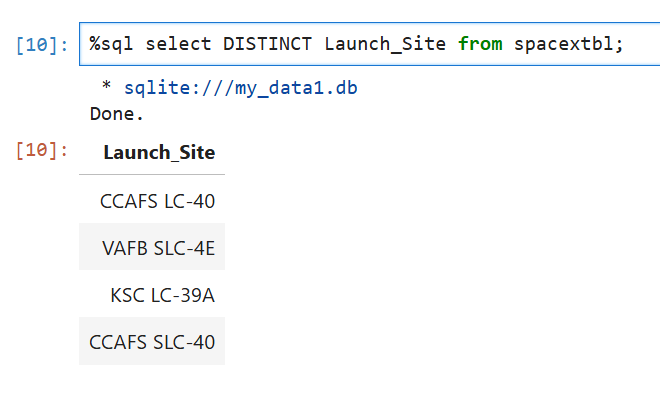 [10]: %sql select DISTINCT Launch_Site from spacextbl;
* sqlite:///my_data1.db
Done.
[10]: Launch_Site
CCAFS LC-40
VAFB SLC-4E
KSC LC-39A
CCAFS SLC-40